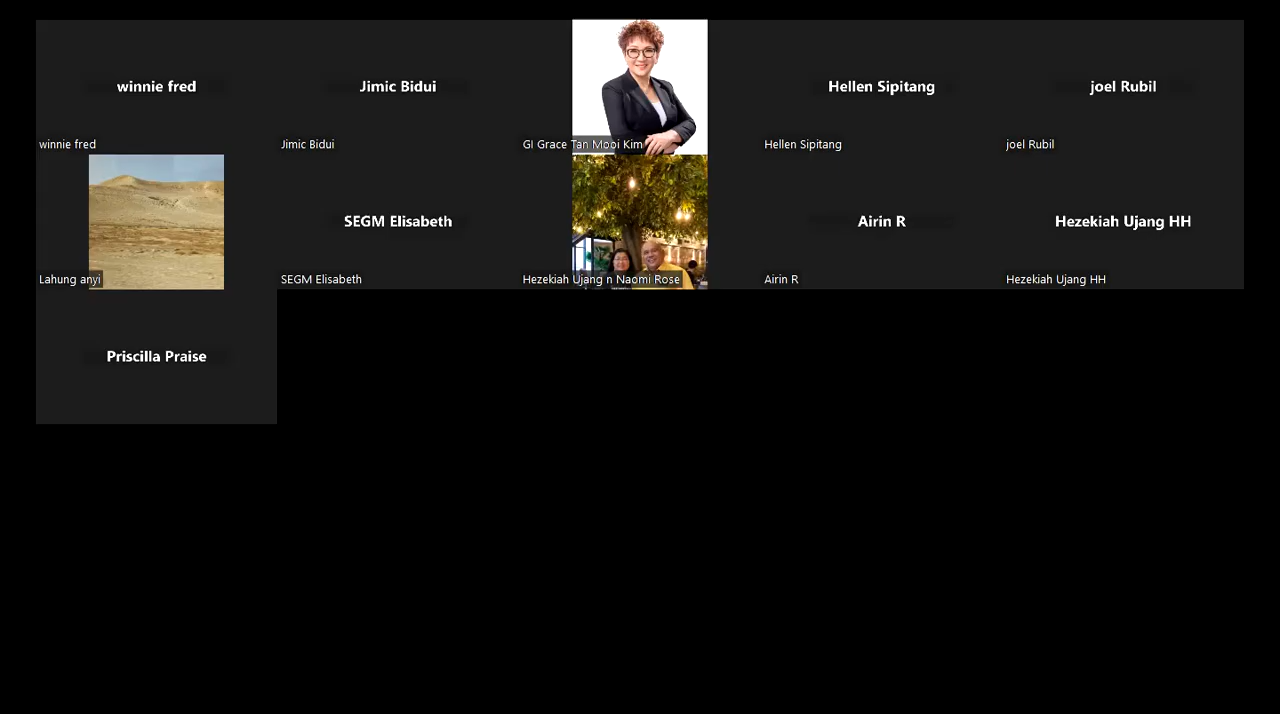 winnie fred
winnie fred
Jimic Bidui
Jimic Bidui
GI Grace Tan Mooi Kim
Hellen Sipitang
Hellen Sipitang
joel Rubil
joel Rubil
Lahung anyi
SEGM Elisabeth
SEGM Elisabeth
Hezekiah Ujang n Naomi Rose
Airin R
Airin R
Hezekiah Ujang HH
Hezekiah Ujang HH
Priscilla Praise